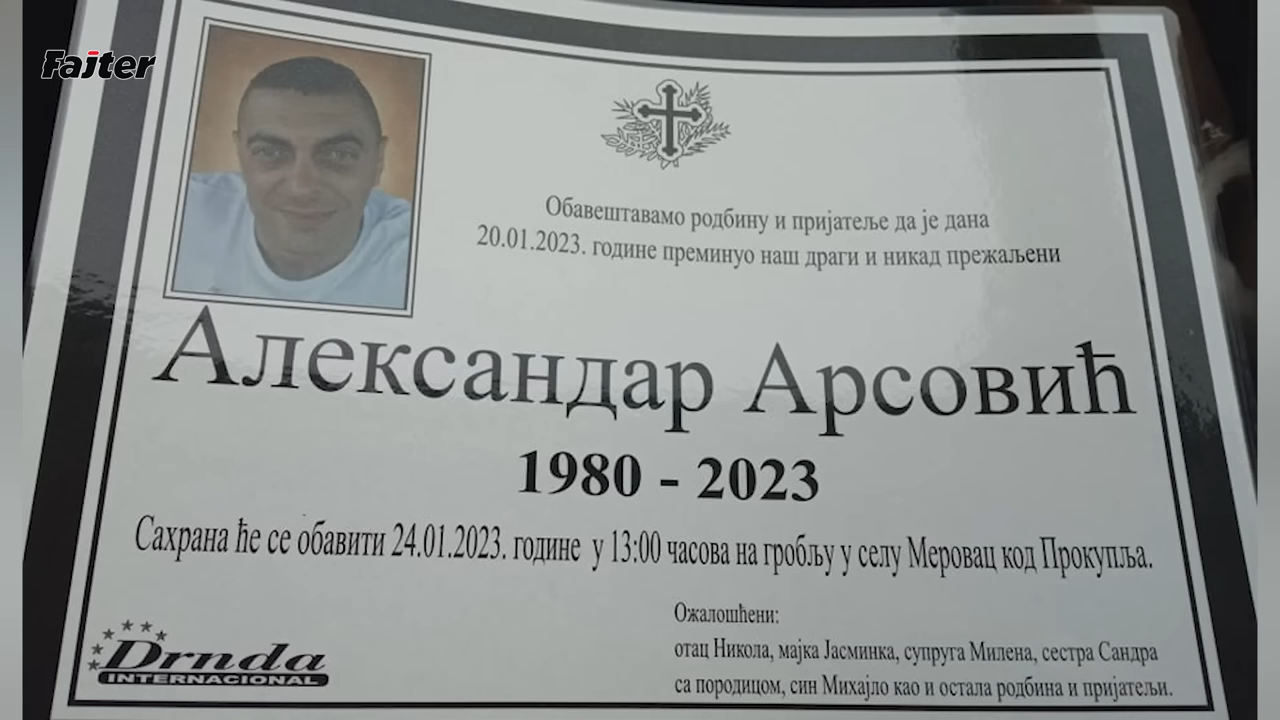 Fajter
Обавештавамо родбину и пријатеље да је дана
20.01.2023. године преминуо наш драги и никад прежаљени
Александар Арсовић
1980 - 2023
Сахрана ће се обавити 24.01.2023. године у 13:00 часова на гробљу у селу Меровац код Прокупља.
Ожалошћени:
отац Никола, мајка Јасминка, супруга Милена, сестра Сандра
са породицом, син Михајло као и остала родбина и пријатељи.
Drnda
INTERNACIONAL